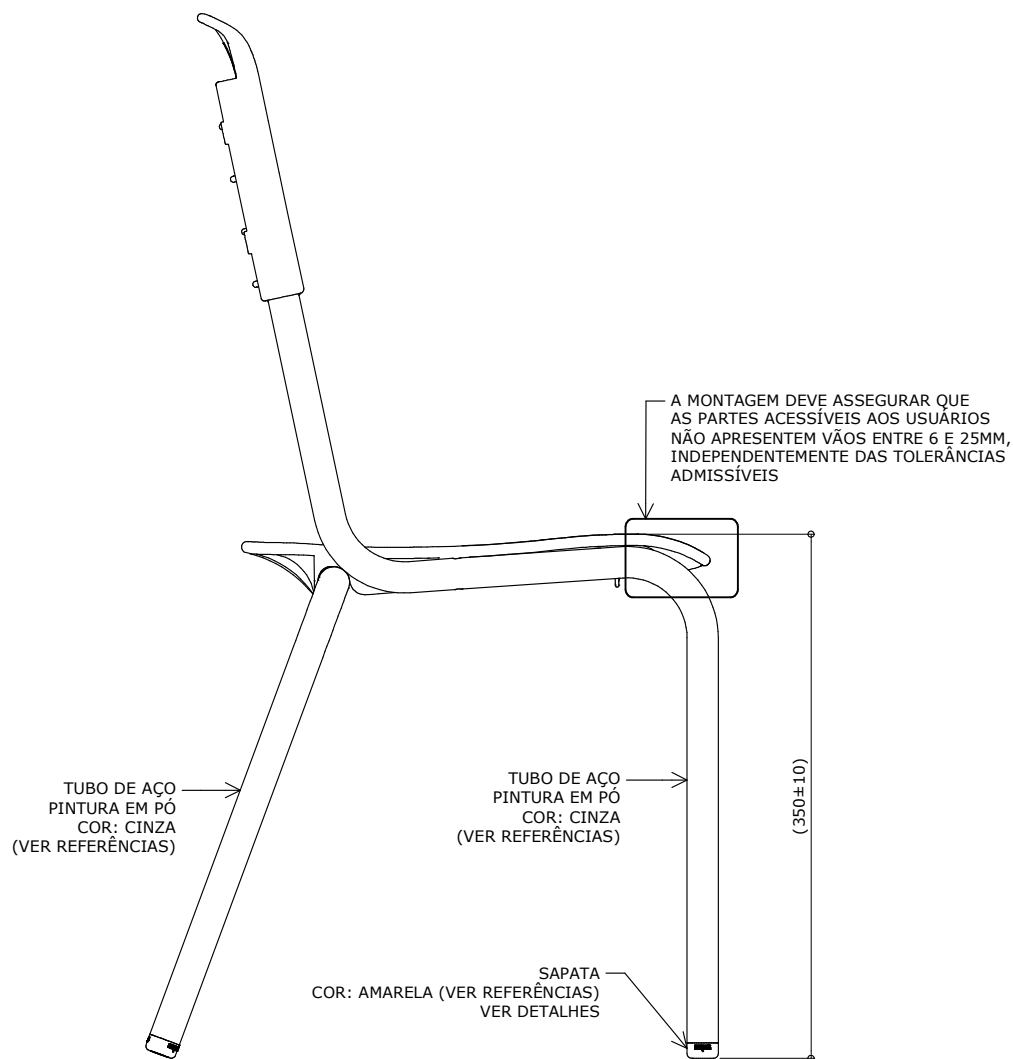 A MONTAGEM DEVE ASSEGURAR QUE
AS PARTES ACESSÍVEIS AOS USUÁRIOS
NÃO APRESENTEM VÃOS ENTRE 6 E 25MM,
INDEPENDENTEMENTE DAS TOLERÂNCIAS
ADMISSÍVEIS
TUBO DE AÇO
PINTURA EM PÓ
COR: CINZA
(VER REFERÊNCIAS)
TUBO DE AÇO
PINTURA EM PÓ
COR: CINZA
(VER REFERÊNCIAS)
(350±10)
SAPATA
COR: AMARELA (VER REFERÊNCIAS)
VER DETALHES